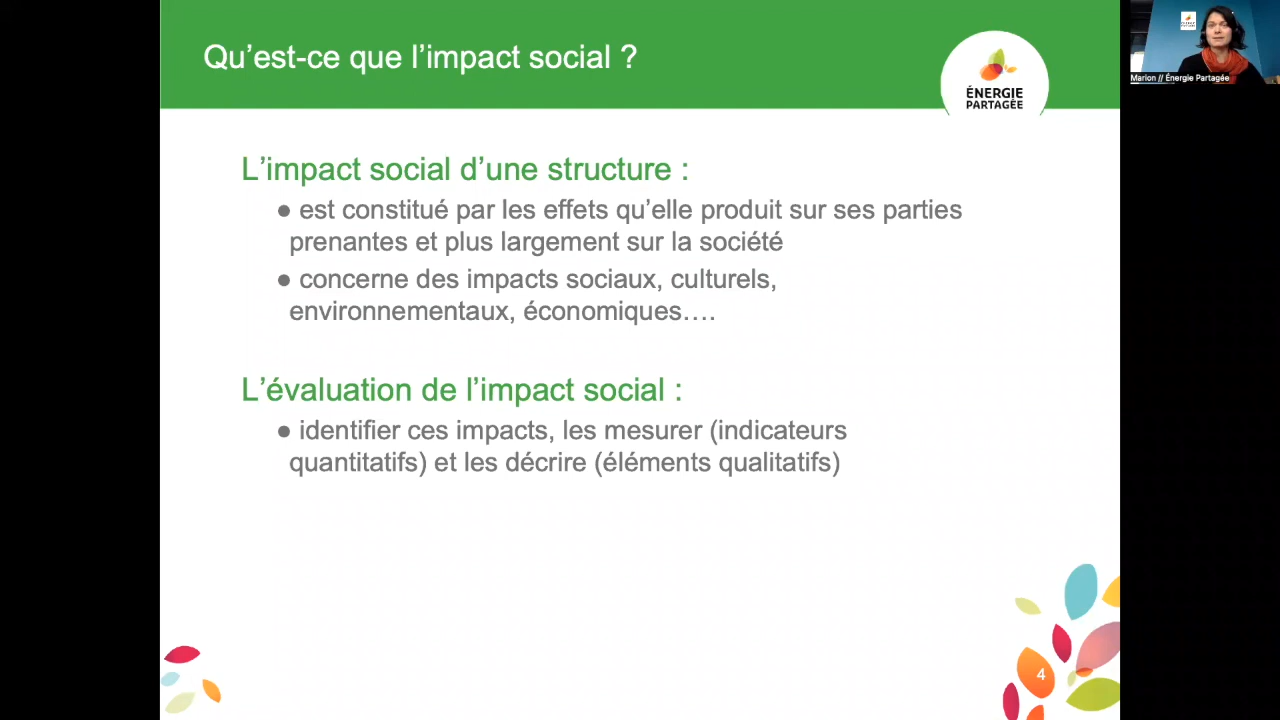 Qu’est-ce que l’impact social ?
ÉNERGIE
PARTAGÉE
Marion // Énergie Partagée
L’impact social d’une structure :
● est constitué par les effets qu’elle produit sur ses parties
prenantes et plus largement sur la société
● concerne des impacts sociaux, culturels,
environnementaux, économiques….
L’évaluation de l’impact social :
● identifier ces impacts, les mesurer (indicateurs
quantitatifs) et les décrire (éléments qualitatifs)
4